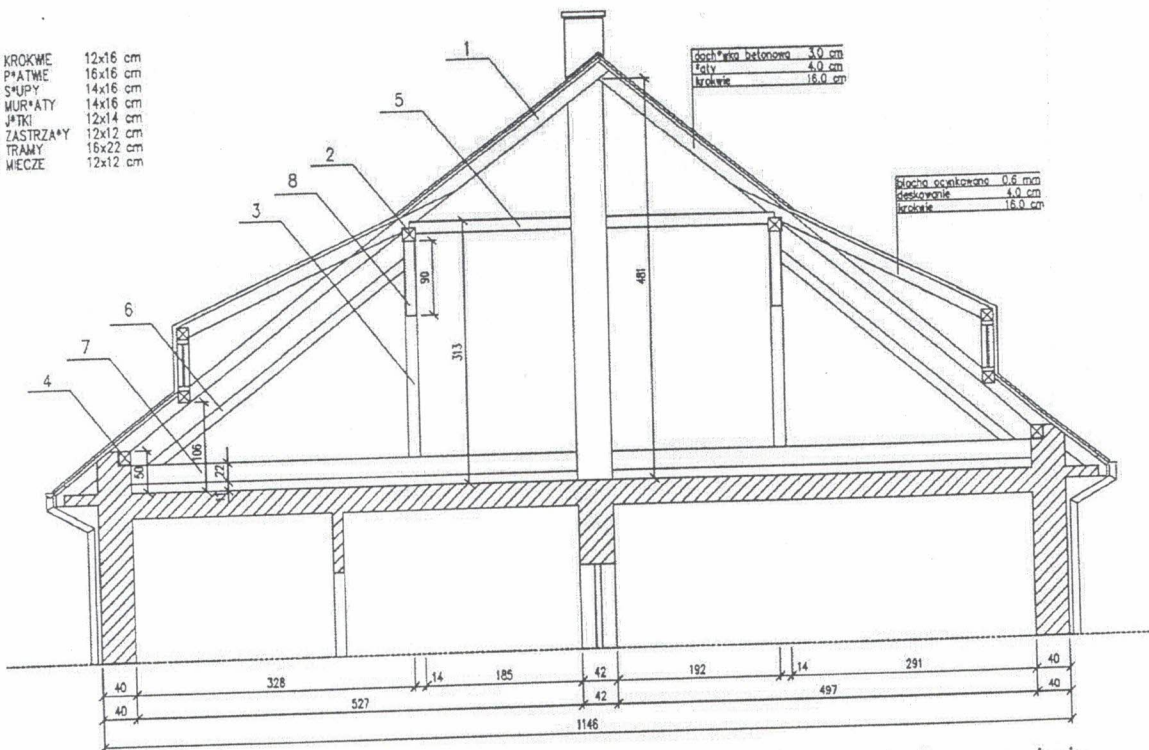 KROKWIE 12x16 cm
P*ATWIE 16x16 cm
S*UPY 14x16 cm
MUR*ATY 14x16 cm
J*TKI 12x14 cm
ZASTRZA*Y 12x12 cm
TRAMY 16x22 cm
MIECZE 12x12 cm
1
dach*wka betonowa 3.0 cm
*aty 4.0 cm
krokwie 16.0 cm
5
2
8
3
blacha ocynkowana 0.6 mm
deskowanie 4.0 cm
krokwie 16.0 cm
90
481
313
6
7
4
50
106
22
328
14
185
42
192
14
291
40
40
527
42
497
40
40
1146